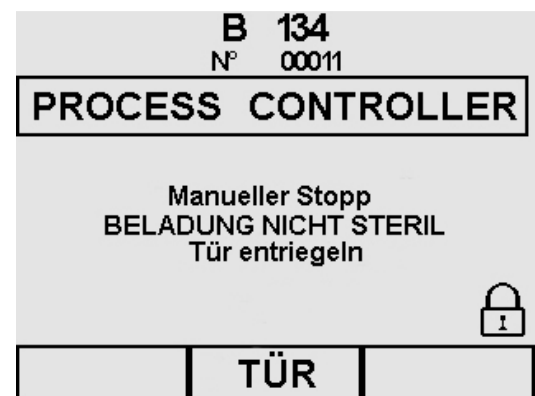 B 134
N° 00011
PROCESS CONTROLLER
Manueller Stopp
BELADUNG NICHT STERIL
Tür entriegeln
TÜR